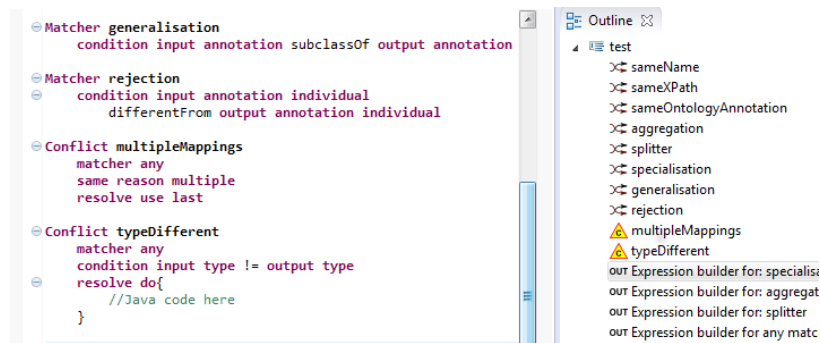 Matcher generalisation
condition input annotation subclassOf output annotation
Matcher rejection
condition input annotation individual
differentFrom output annotation individual
Conflict multipleMappings
matcher any
same reason multiple
resolve use last
Conflict typeDifferent
matcher any
condition input type != output type
resolve do{
//Java code here
}
Outline
test
sameName
sameXPath
sameOntologyAnnotation
aggregation
splitter
specialisation
generalisation
rejection
C multipleMappings
C typeDifferent
OUT Expression builder for: specialisa
OUT Expression builder for: aggregat
OUT Expression builder for: splitter
OUT Expression builder for any matc